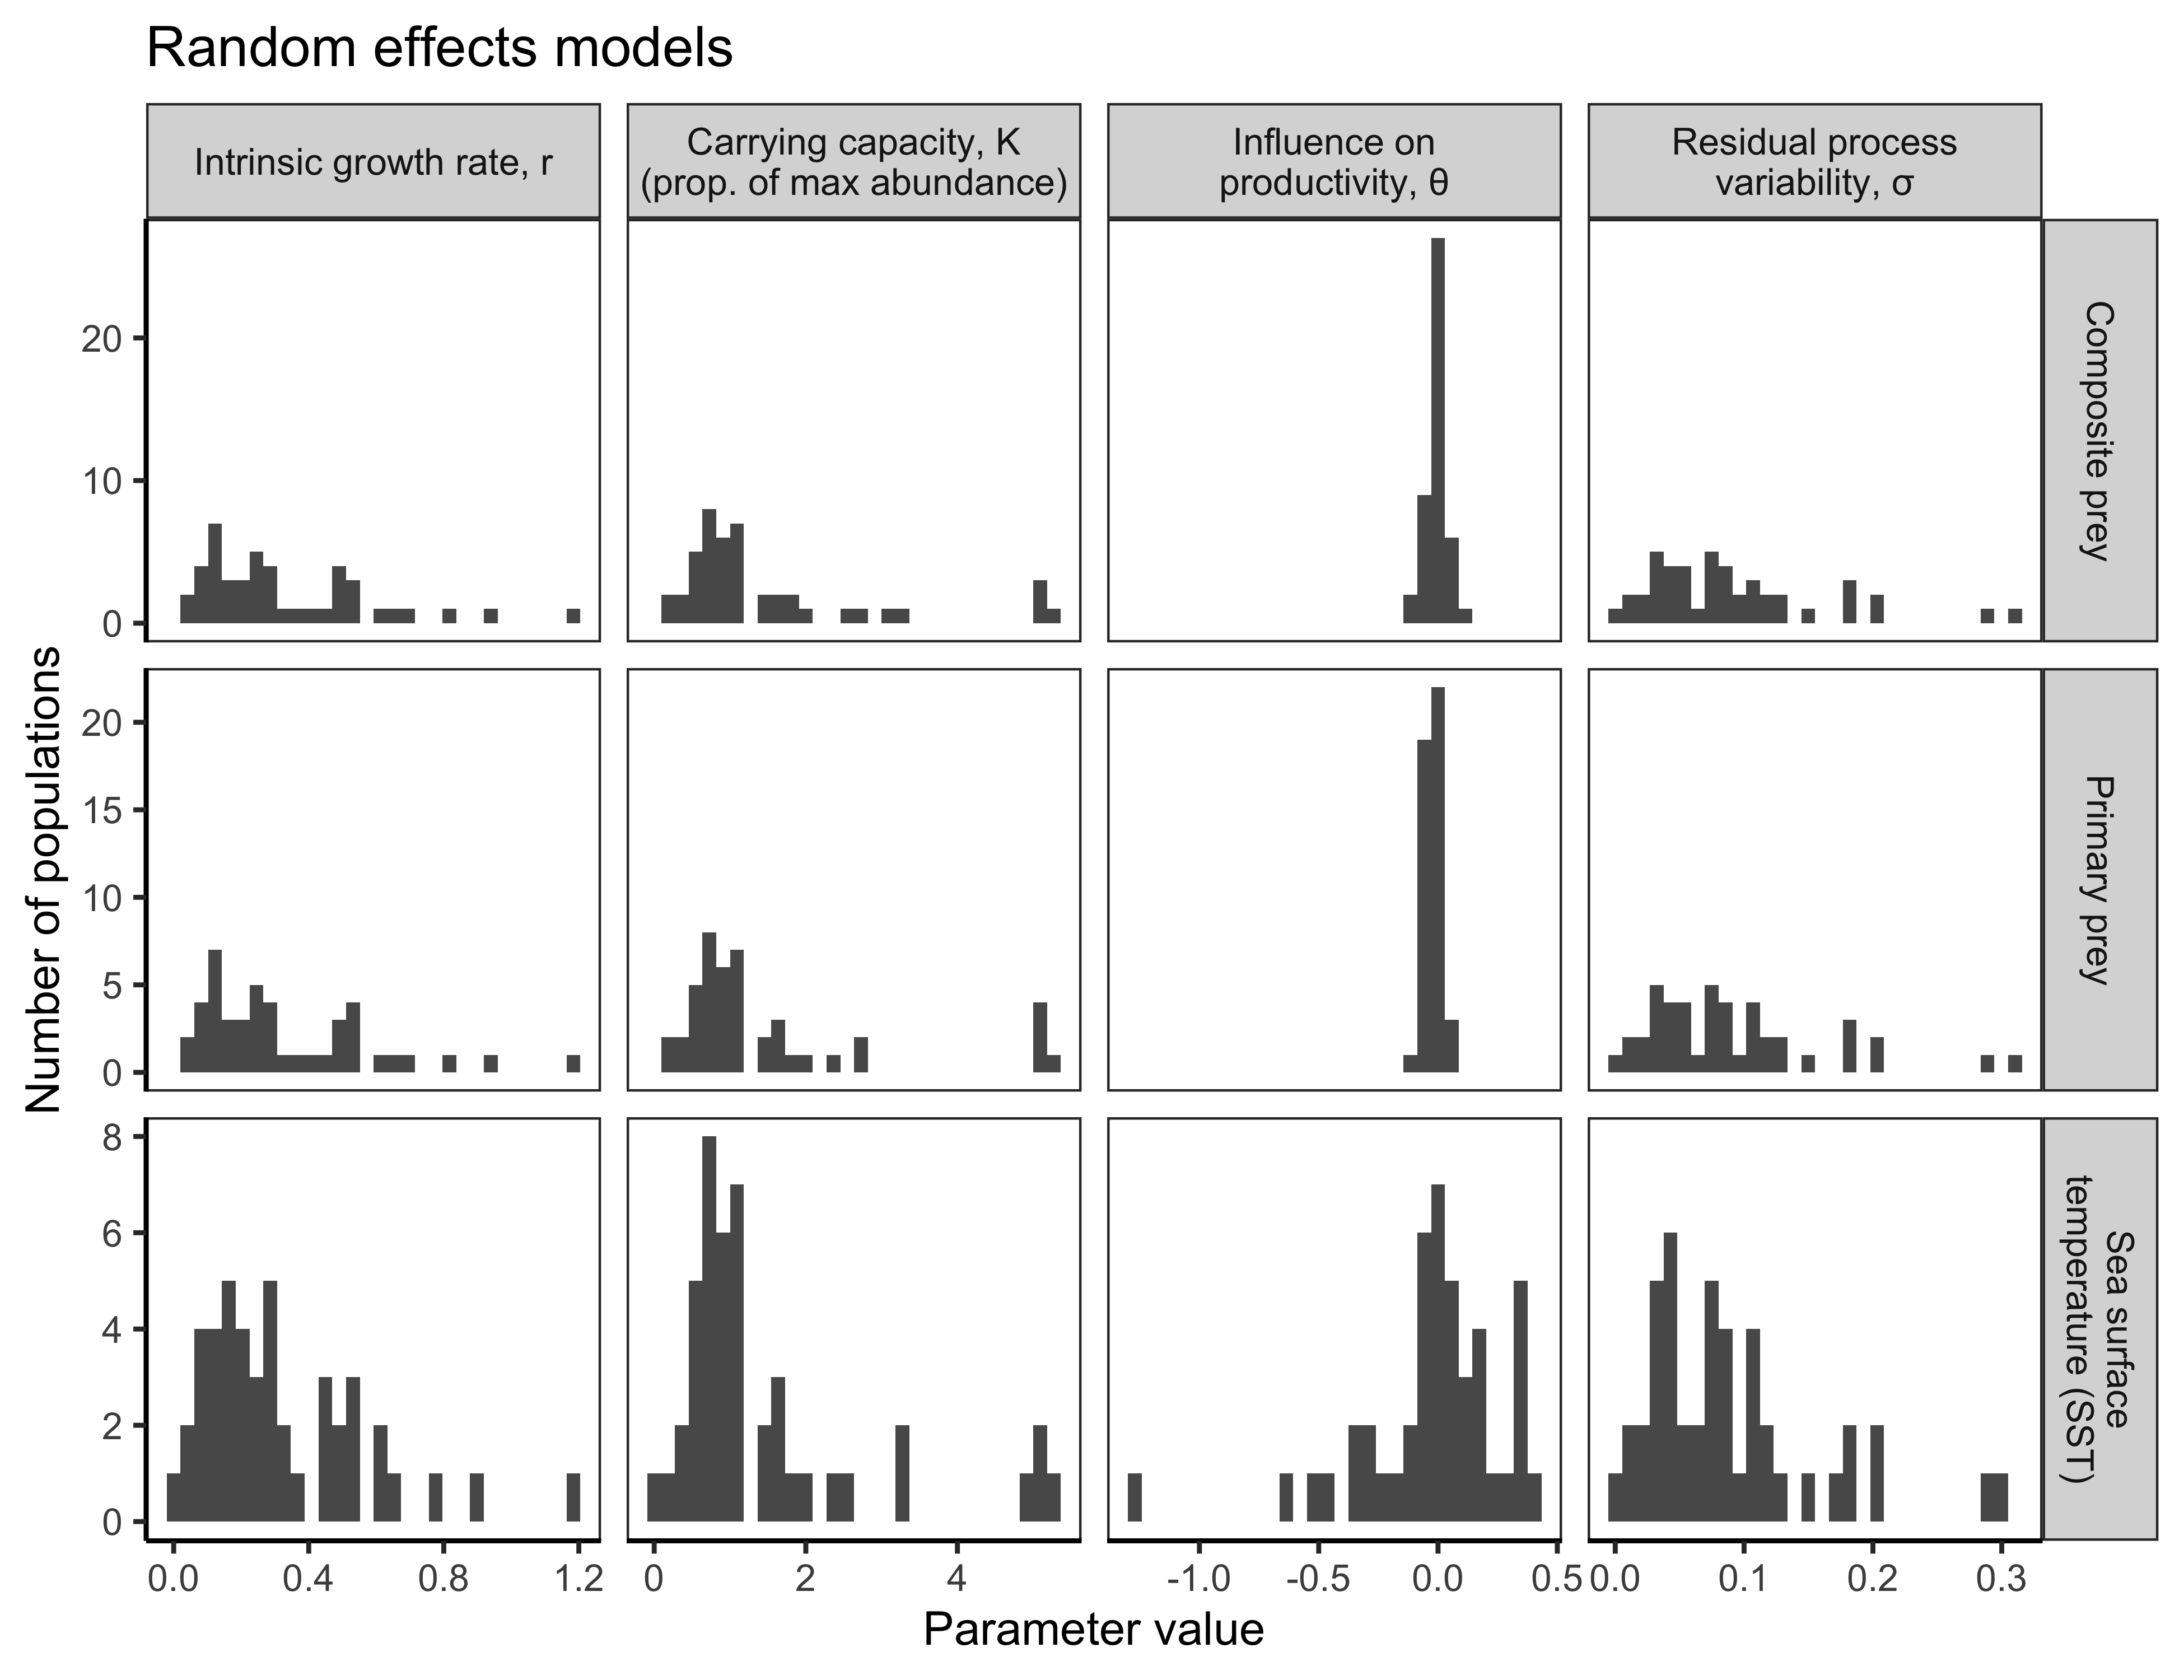 Random effects models
Intrinsic growth rate, r
Carrying capacity, K
(prop. of max abundance)
Influence on
productivity, θ
Residual process
variability, σ
Number of populations
20
10
0
Composite prey
20
15
10
5
0
Primary prey
8
6
4
2
0
Sea surface
temperature (SST)
0.0 0.4 0.8 1.2 0 2 4 -1.0 -0.5 0.0 0.5 0.0 0.1 0.2 0.3
Parameter value